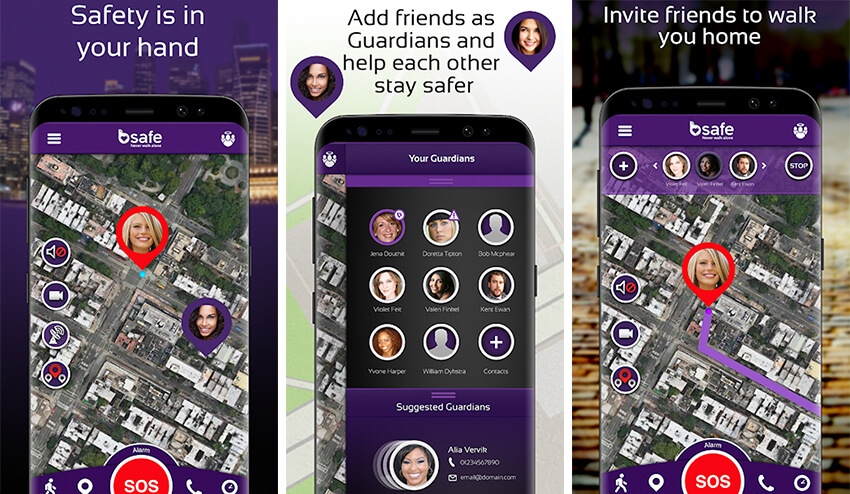 Safety is in
your hand
bsafe
Never walk alone
Alarm
SOS
Add friends as
Guardians and
help each other
stay safer
Your Guardians
Jena Douthit
Doretta Tipton
Bob Mcphear
Violet Feit
Valen Finhel
Kent Ewan
Yvone Harper
William Dyhstra
Contacts
Suggested Guardians
Alia Vervik
01234567890
email@domain.com
Invite friends to walk
you home
bsafe
Never walk alone
STOP
Violet Feit
Valen Finhel
Kent Ewan
Alarm
SOS